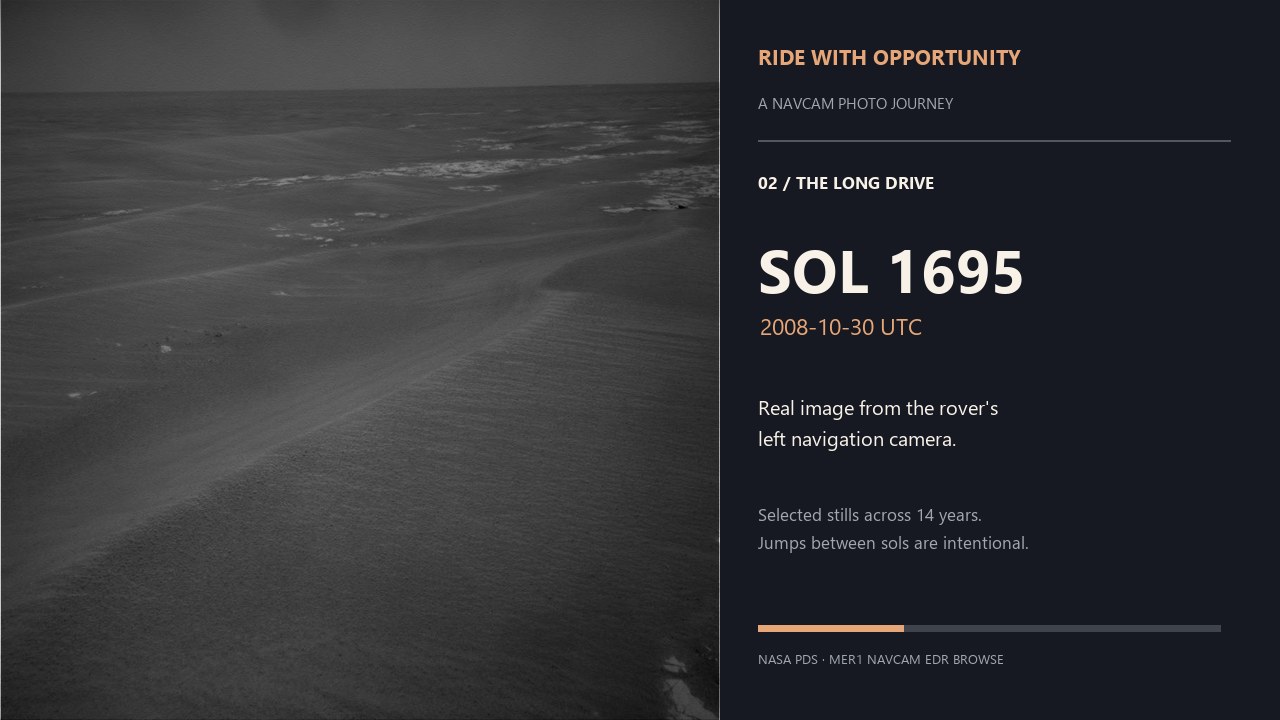 RIDE WITH OPPORTUNITY
A NAVCAM PHOTO JOURNEY
02 / THE LONG DRIVE
SOL 1695
2008-10-30 UTC
Real image from the rover's
left navigation camera.
Selected stills across 14 years.
Jumps between sols are intentional.
NASA PDS · MER1 NAVCAM EDR BROWSE